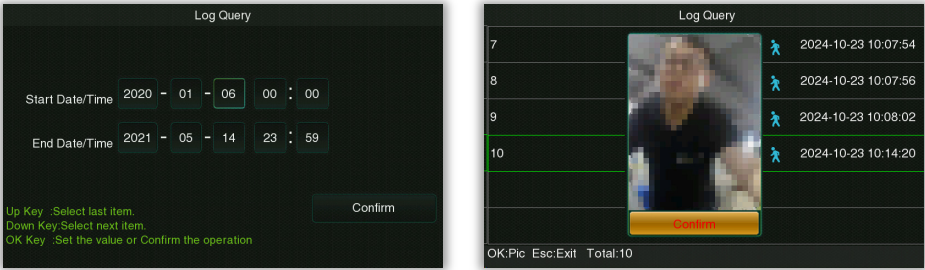 Log Query
Start Date/Time 2020 - 01 - 06 00 : 00
End Date/Time 2021 - 05 - 14 23 : 59
Confirm
Up Key :Select last item.
Down Key:Select next item.
OK Key :Set the value or Confirm the operation
Log Query
7 2024-10-23 10:07:54
8 2024-10-23 10:07:56
9 2024-10-23 10:08:02
10 2024-10-23 10:14:20
Confirm
OK:Pic Esc:Exit Total:10